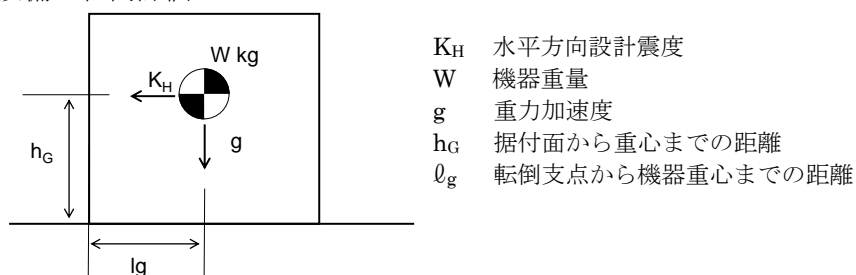 W kg
K_H
g
h_G
lg
K_H 水平方向設計震度
W 機器重量
g 重力加速度
h_G 据付面から重心までの距離
ℓ_g 転倒支点から機器重心までの距離